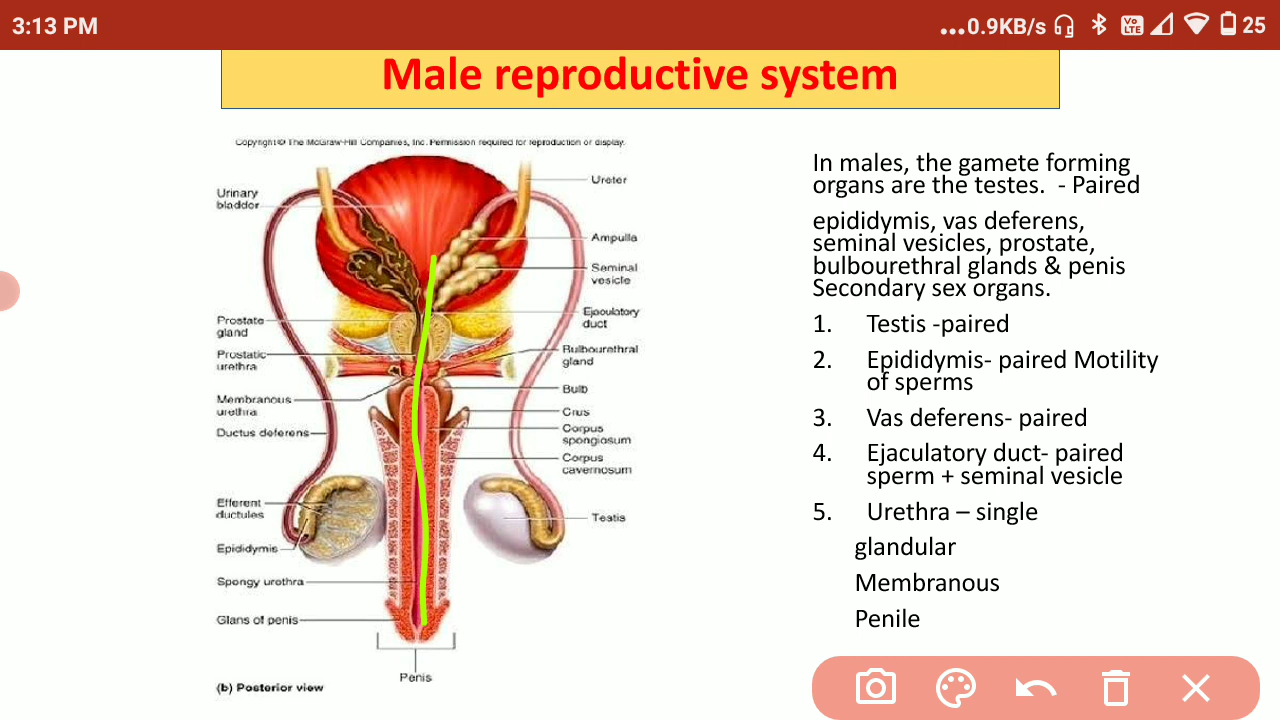 3:13 PM
...0.9KB/s
Vo LTE
25
Male reproductive system
Copyright © The McGraw-Hill Companies, Inc. Permission required for reproduction or display.
Urinary
bladder
Prostate
gland
Prostatic
urethra
Membranous
urethra
Ductus deferens
Efferent
ductules
Epididymis
Spongy urethra
Glans of penis
Penis
(b) Posterior view
Ureter
Ampulla
Seminal
vesicle
Ejaculatory
duct
Bulbourethral
gland
Bulb
Crus
Corpus
spongiosum
Corpus
cavernosum
Testis
In males, the gamete forming
organs are the testes.  - Paired
epididymis, vas deferens,
seminal vesicles, prostate,
bulbourethral glands & penis
Secondary sex organs.
1. Testis -paired
2. Epididymis- paired Motility
of sperms
3. Vas deferens- paired
4. Ejaculatory duct- paired
sperm + seminal vesicle
5. Urethra – single
glandular
Membranous
Penile